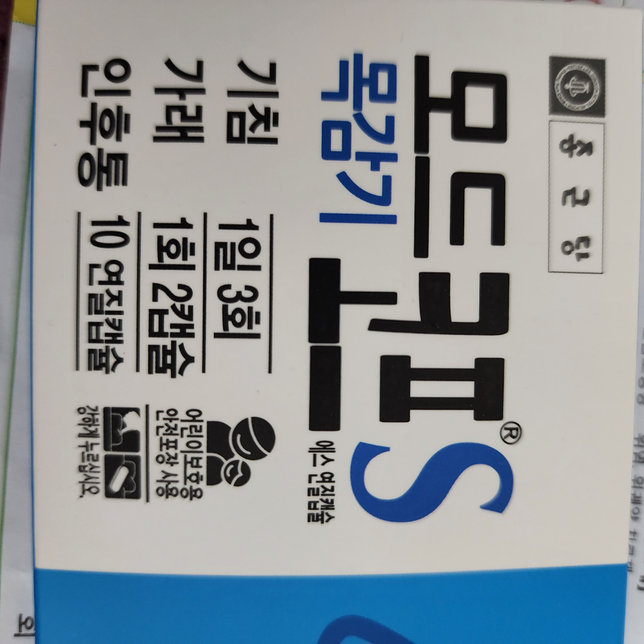 종근당
모드코프S®
목감기
에스 연질캡슐
기침 1일 3회
가래 1회 2캡슐
인후통 10 연질캡슐
어린이보호용
안전포장 사용
강하게 누르십시오.